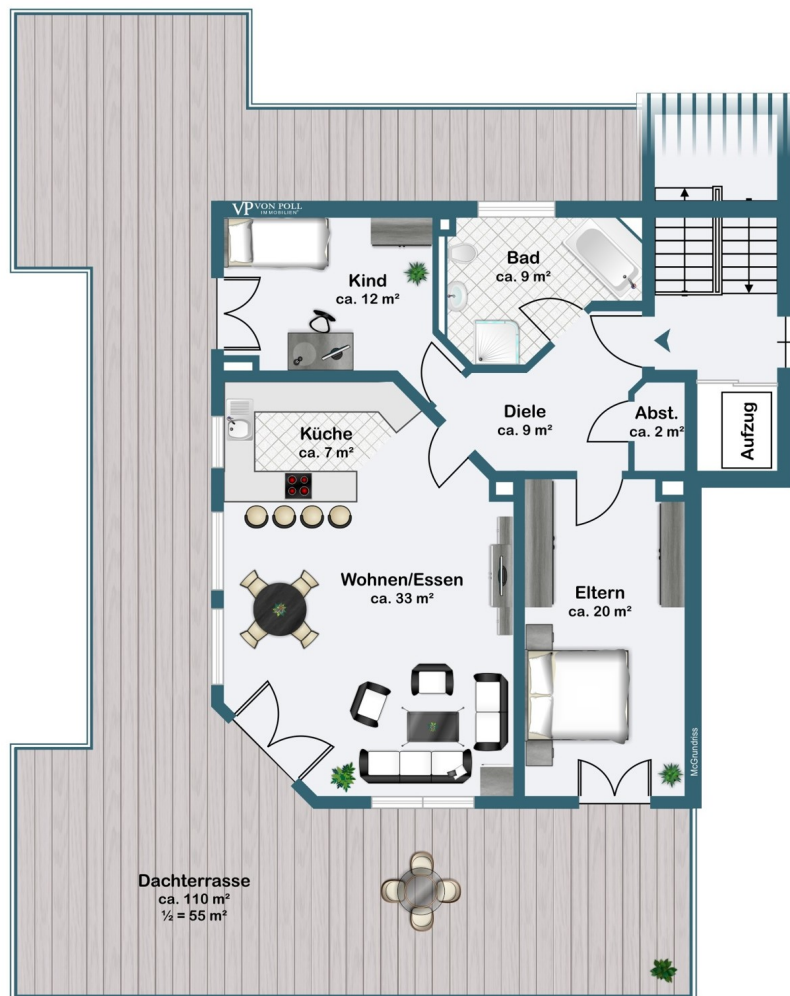 VP VON POLL
IMMOBILIEN
Kind
ca. 12 m²
Bad
ca. 9 m²
Küche
ca. 7 m²
Diele
ca. 9 m²
Abst.
ca. 2 m²
Aufzug
Wohnen/Essen
ca. 33 m²
Eltern
ca. 20 m²
McGrundriss
Dachterrasse
ca. 110 m²
½ = 55 m²